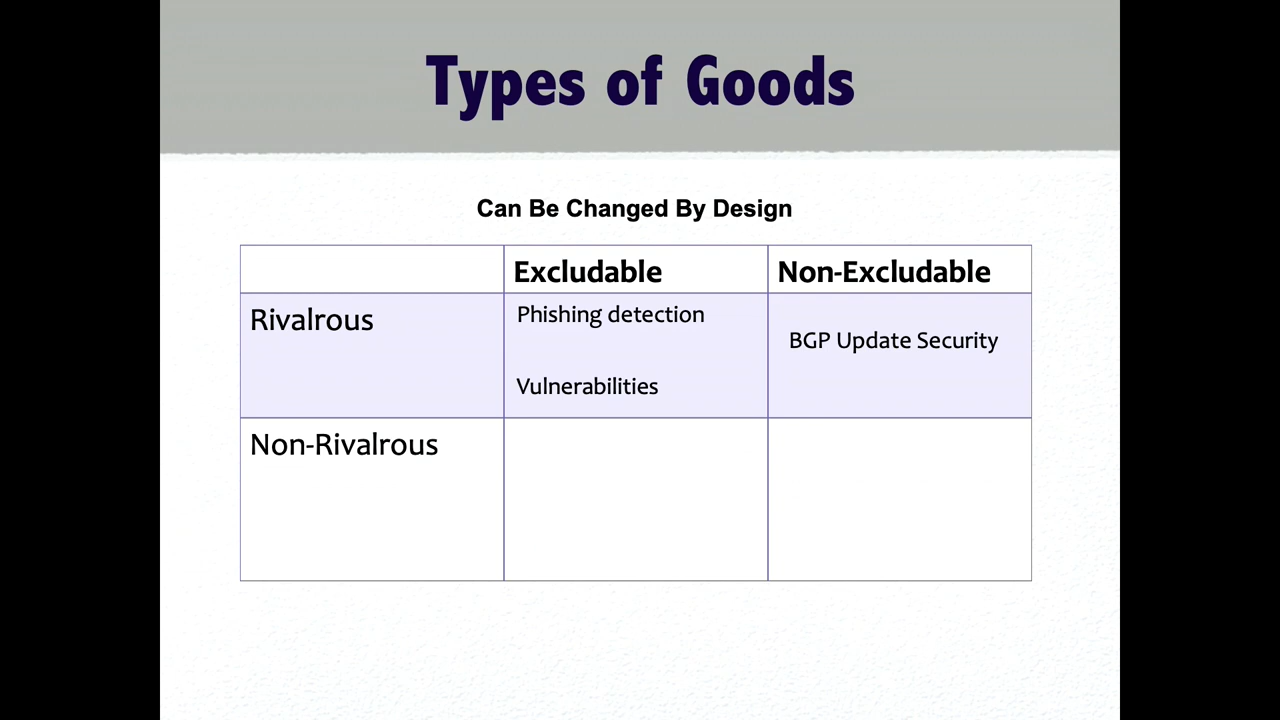 Types of Goods
Can Be Changed By Design
Excludable
Non-Excludable
Rivalrous
Phishing detection
Vulnerabilities
BGP Update Security
Non-Rivalrous